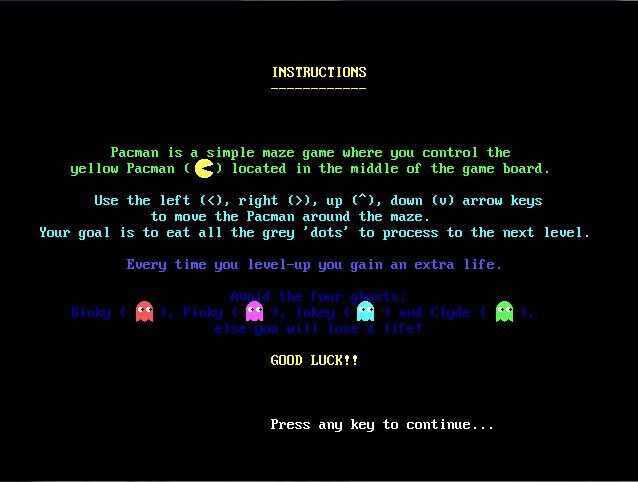 INSTRUCTIONS
------------
Pacman is a simple maze game where you control the
yellow Pacman ( ) located in the middle of the game board.
Use the left (<), right (>), up (^), down (v) arrow keys
to move the Pacman around the maze.
Your goal is to eat all the grey 'dots' to process to the next level.
Every time you level-up you gain an extra life.
Avoid the four ghosts:
Binky ( ), Pinky ( ), Inkey ( ) and Clyde ( ),.
else you will lose a life!
GOOD LUCK!!
Press any key to continue...